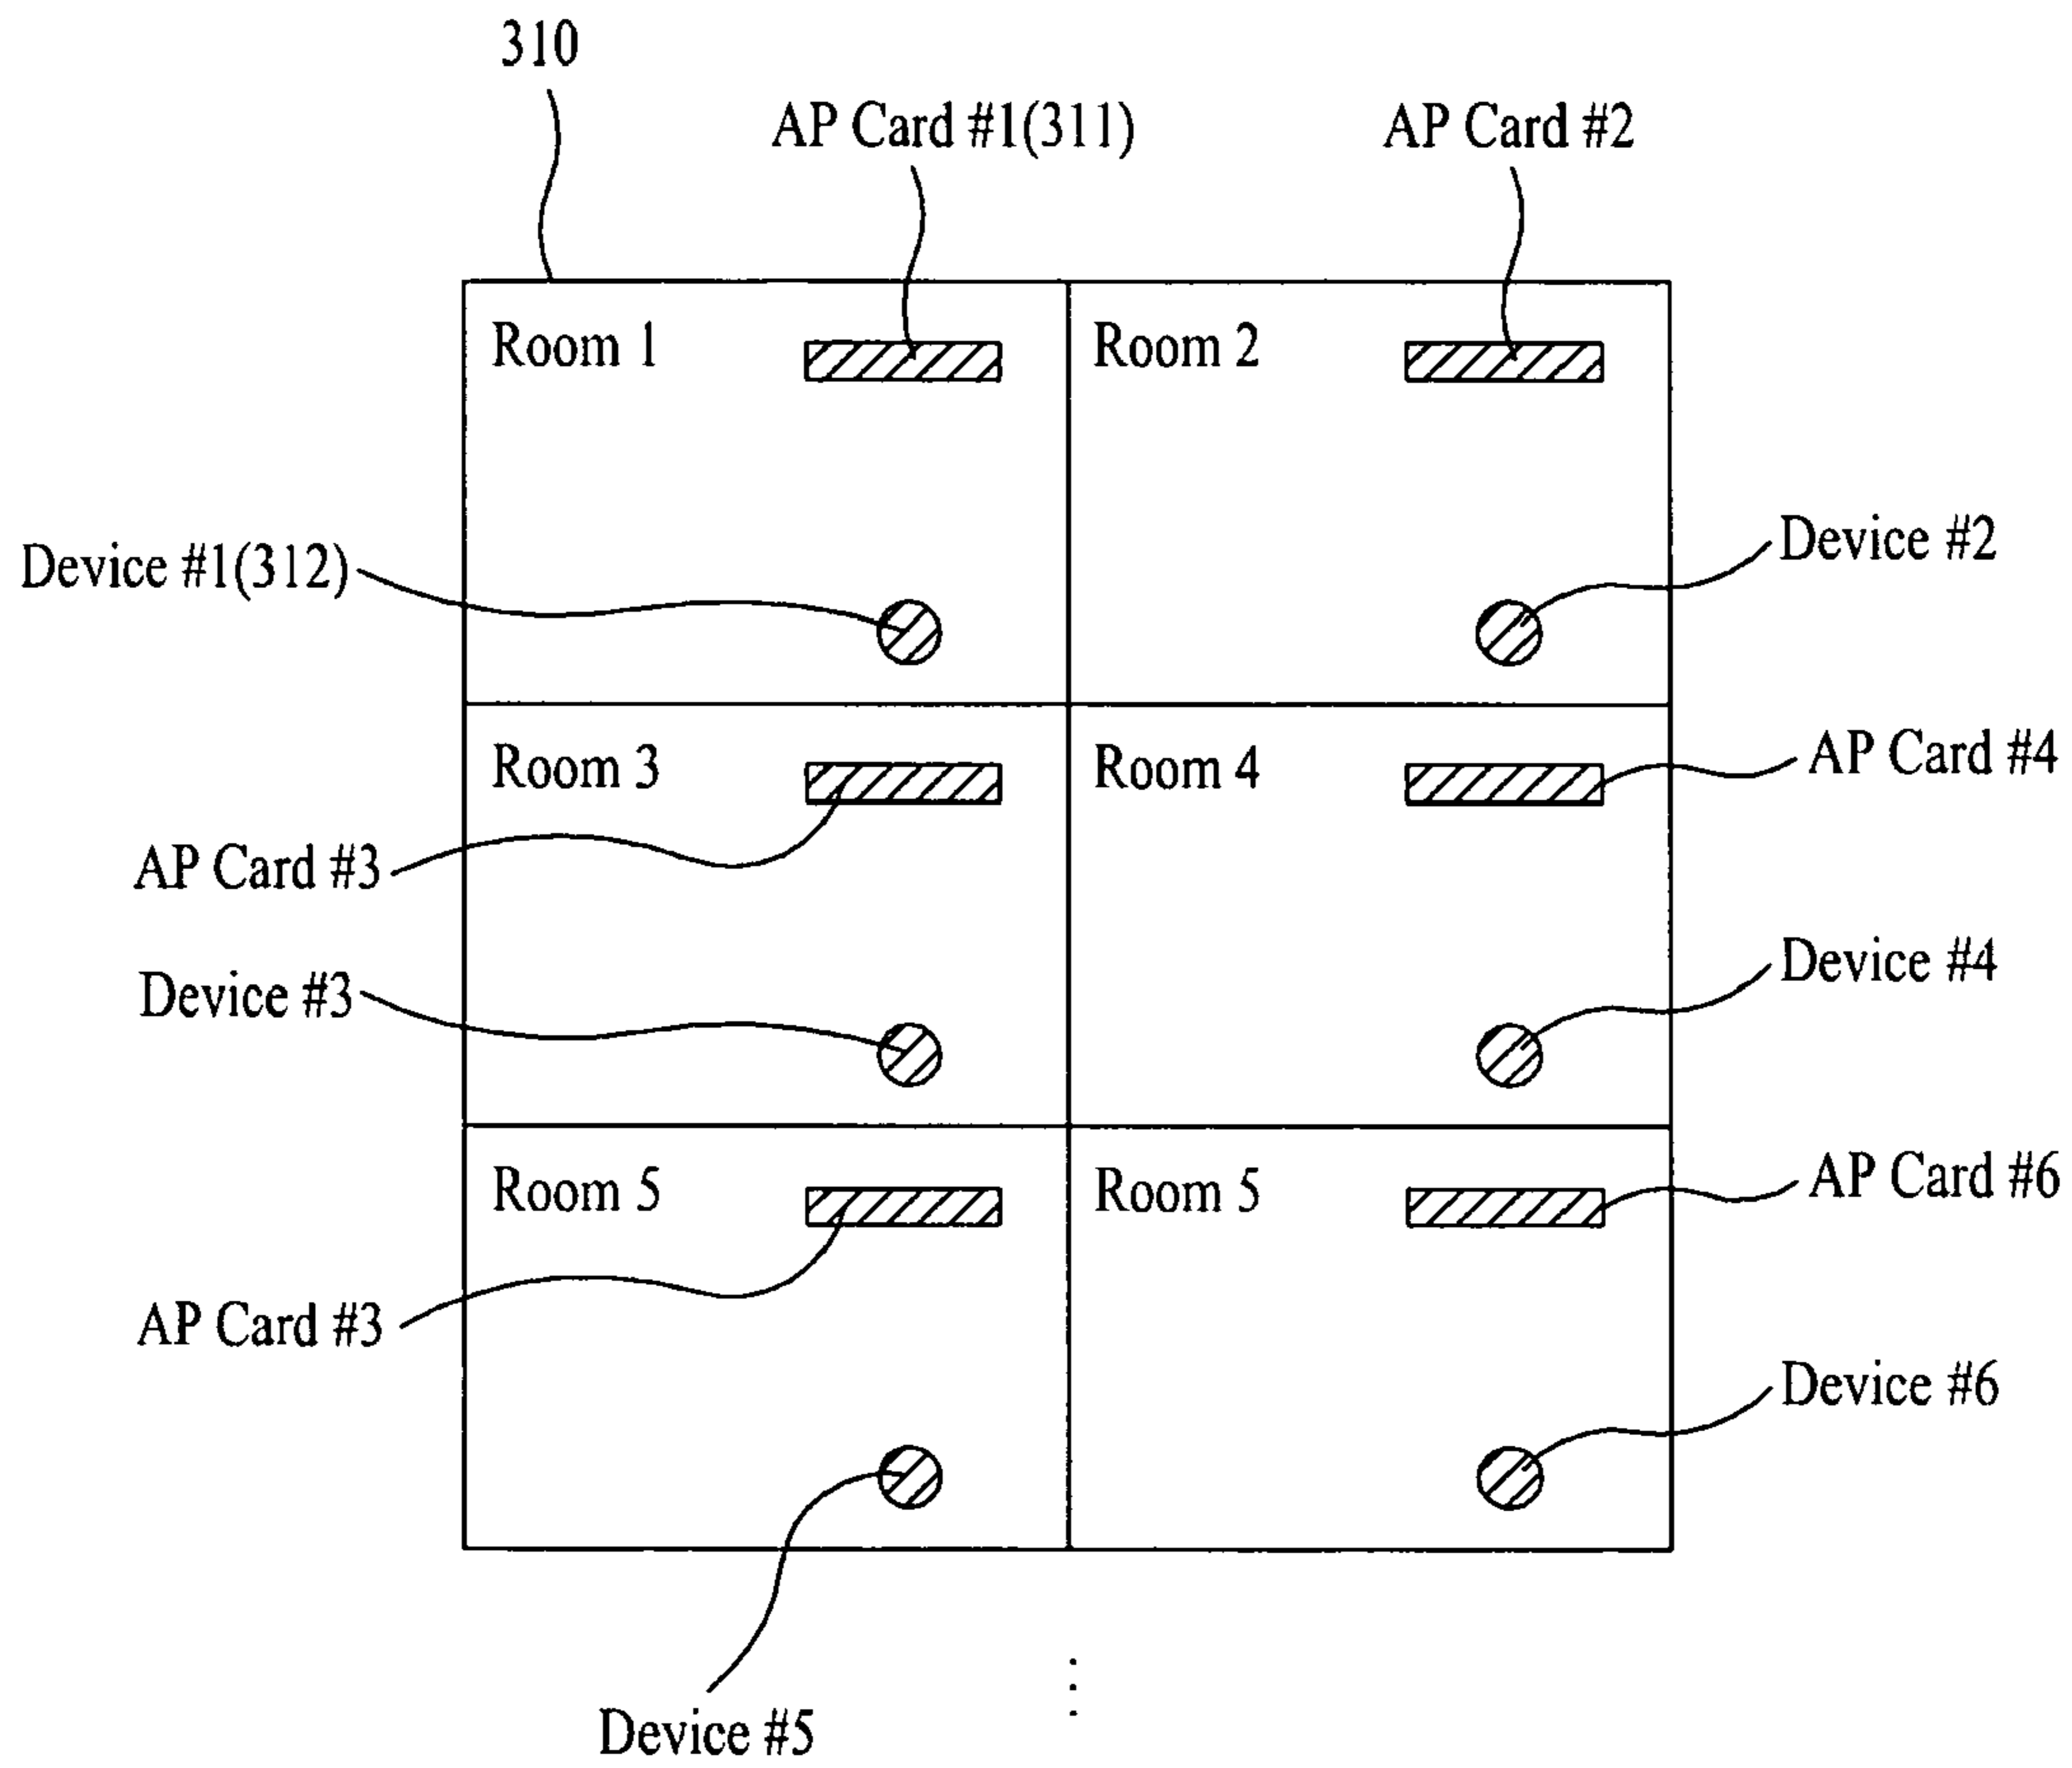 310
AP Card #1(311)
AP Card #2
Room 1
Room 2
Device #1(312)
Device #2
Room 3
Room 4
AP Card #4
AP Card #3
Device #3
Device #4
Room 5
Room 5
AP Card #6
AP Card #3
Device #6
Device #5